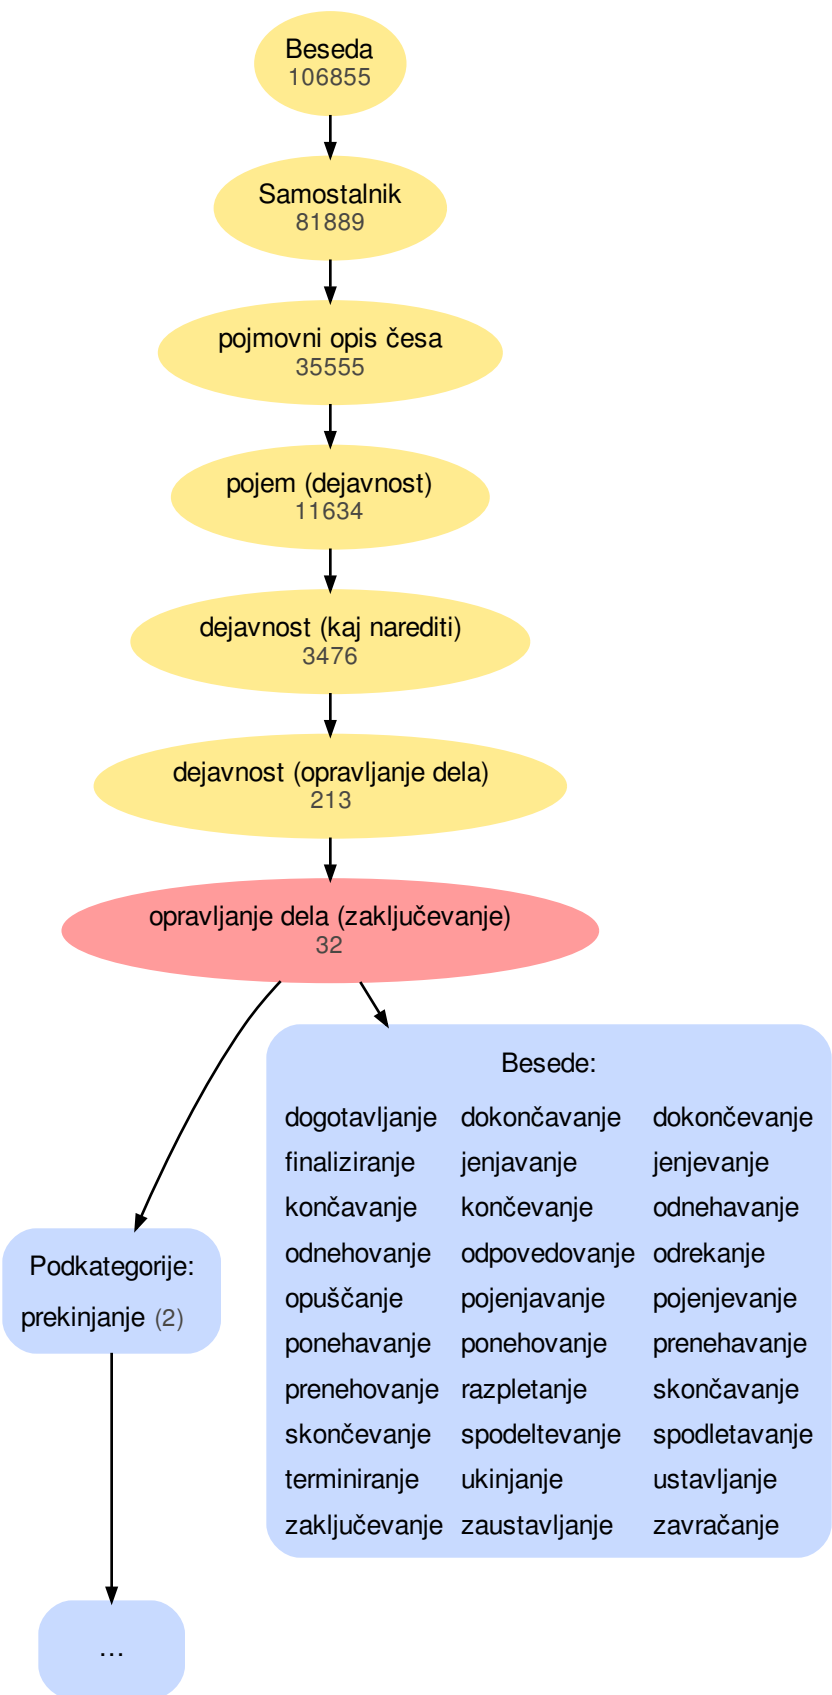 Beseda
106855
Samostalnik
81889
pojmovni opis česa
35555
pojem (dejavnost)
11634
dejavnost (kaj narediti)
3476
dejavnost (opravljanje dela)
213
opravljanje dela (zaključevanje)
32
Besede:
dogotavljanje dokončavanje dokončevanje
finaliziranje jenjavanje jenjevanje
končavanje končevanje odnehavanje
odnehovanje odpovedovanje odrekanje
opuščanje pojenjavanje pojenjevanje
ponehavanje ponehovanje prenehavanje
prenehovanje razpletanje skončavanje
skončevanje spodeltevanje spodletavanje
terminiranje ukinjanje ustavljanje
zaključevanje zaustavljanje zavračanje
Podkategorije:
prekinjanje (2)
...